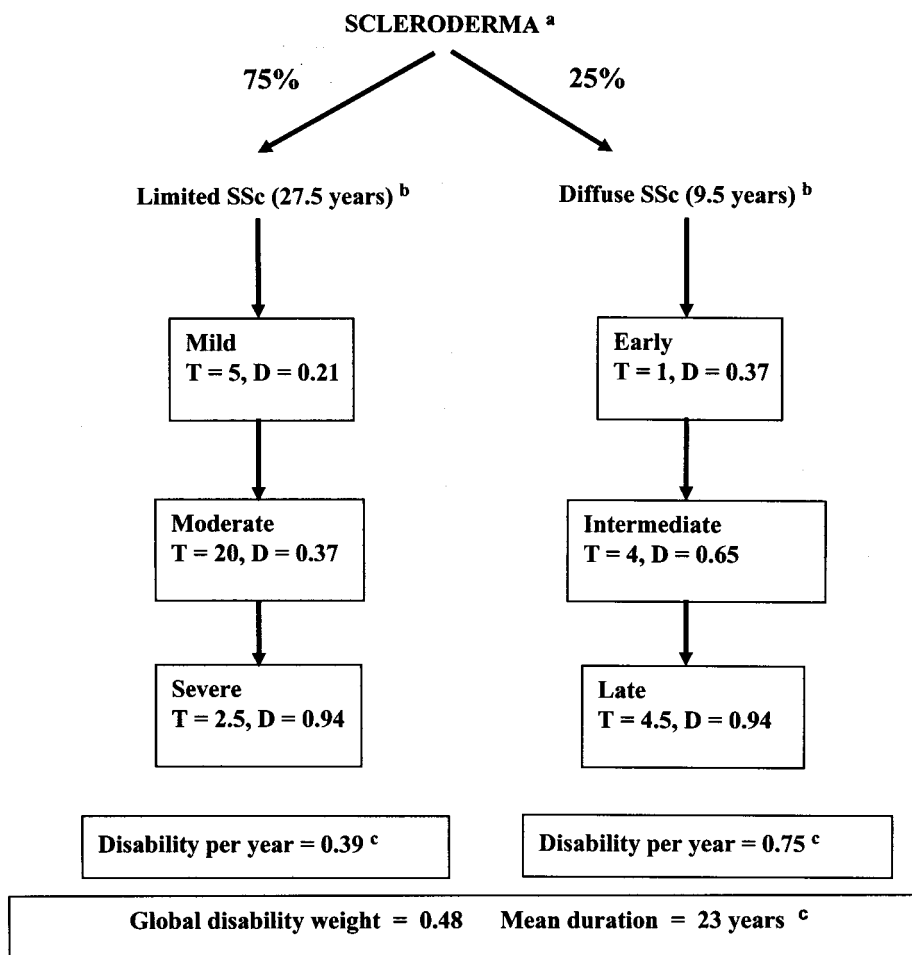 SCLERODERMA a
75%
25%
Limited SSc (27.5 years) b
Diffuse SSc (9.5 years) b
Mild
T = 5, D = 0.21
Early
T = 1, D = 0.37
Moderate
T = 20, D = 0.37
Intermediate
T = 4, D = 0.65
Severe
T = 2.5, D = 0.94
Late
T = 4.5, D = 0.94
Disability per year = 0.39 c
Disability per year = 0.75 c
Global disability weight = 0.48 Mean duration = 23 years c